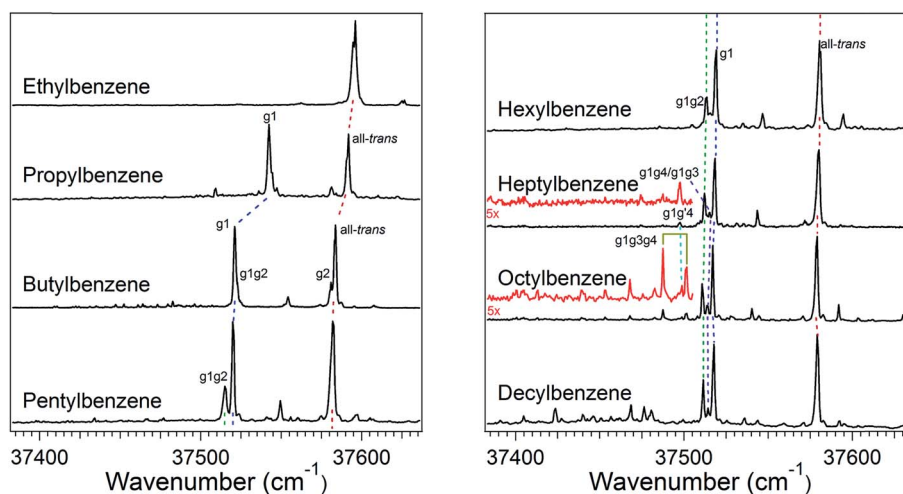 Ethylbenzene
g1
all-trans
Propylbenzene
g1
all-trans
g1g2
g2
Butylbenzene
g1g2
Pentylbenzene
37400
37500
37600
Wavenumber (cm-1)
g1
all-trans
Hexylbenzene
g1g2
g1g4/g1g3
Heptylbenzene
5x
g1g'4
g1g3g4
Octylbenzene
5x
Decylbenzene
37400
37500
37600
Wavenumber (cm-1)